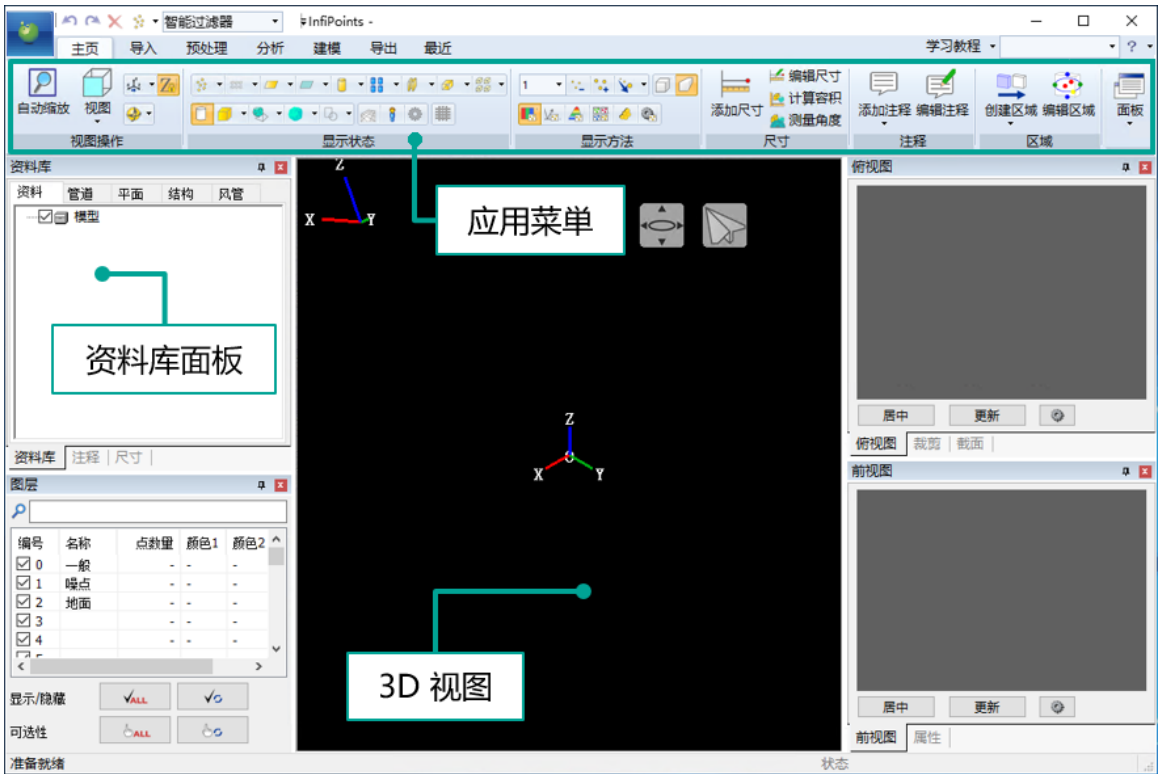 智能过滤器 InfiPoints -
主页 导入 预处理 分析 建模 导出 最近 学习教程 ?
自动缩放 视图 1 添加尺寸 编辑尺寸 计算容积 测量角度 添加注释 编辑注释 创建区域 编辑区域 面板
视图操作 显示状态 显示方法 尺寸 注释 区域
资料库
资料 管道 平面 结构 风管
模型
资料库面板
资料库 注释 尺寸
图层
编号 名称 点数量 颜色1 颜色2
0 一般 - - -
1 噪点 - - -
2 地面 - - -
3 - - -
4 - - -
显示/隐藏 ALL
可选性 ALL
准备就绪 状态
Z
X Y
应用菜单
Z
X Y
3D 视图
俯视图
居中 更新
俯视图 裁剪 截面
前视图
居中 更新
前视图 属性